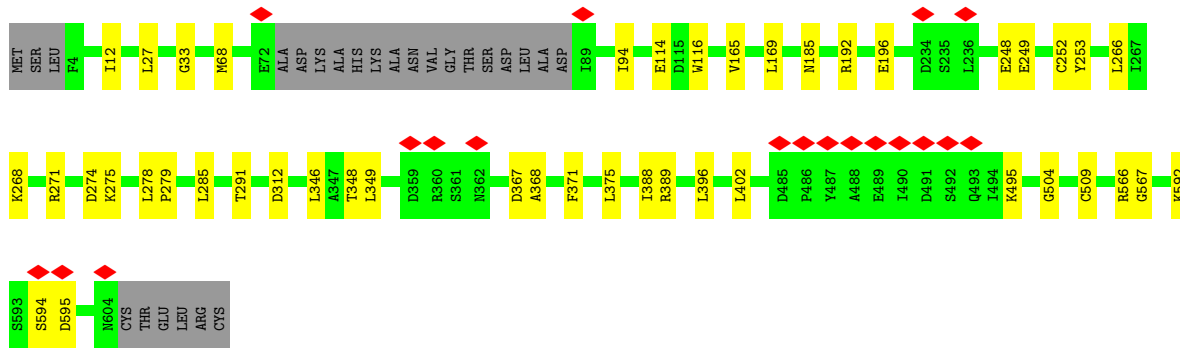 MET SER LEU F4 I12 L27 G33 M68 E72 ALA ASP LYS ALA HIS LYS ALA ASN VAL GLY THR SER ASP LEU ALA ASP I89 I94 E114 D115 W116 V165 L169 N185 R192 E196 D234 S235 L236 E248 E249 C252 Y253 L266 I267
K268 R271 D274 K275 L278 P279 L285 T291 D312 L346 A347 T348 L349 D359 R360 S361 N362 D367 A368 F371 L375 I388 R389 L396 L402 D485 P486 Y487 A488 E489 I490 D491 S492 Q493 I494 K495 G504 C509 R566 G567 K592
S593 S594 D595 N604 CYS THR GLU LEU ARG CYS